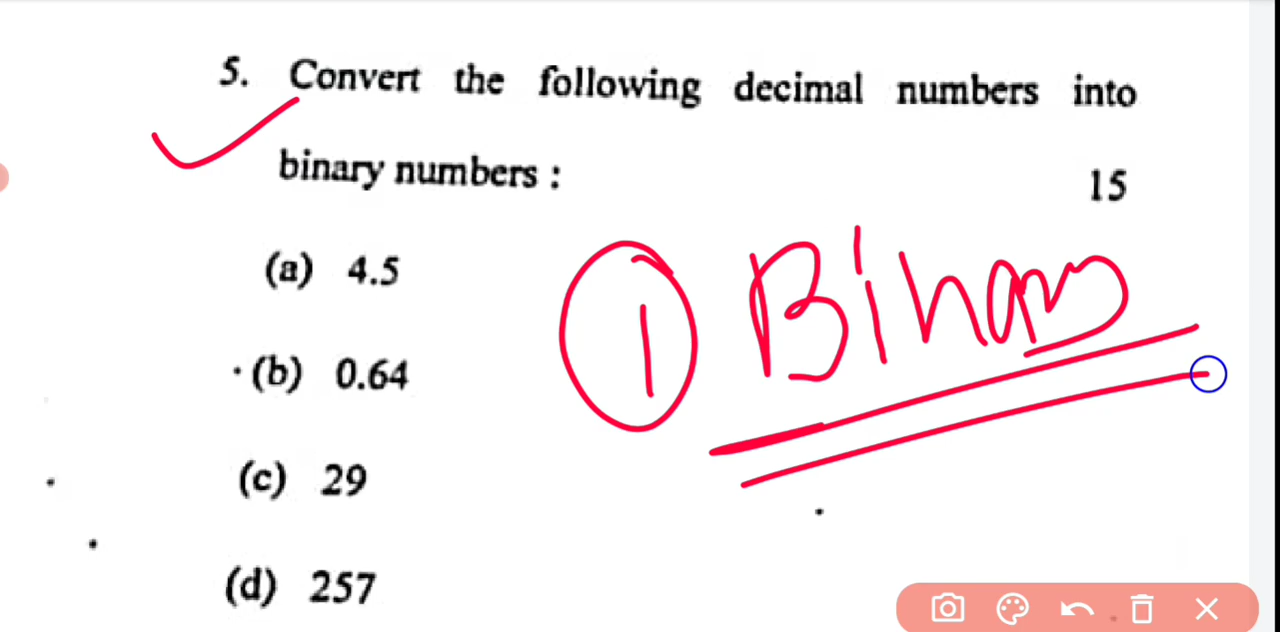 5. Convert the following decimal numbers into
binary numbers :
15
(a) 4.5
(b) 0.64
(c) 29
(d) 257
1 Binary